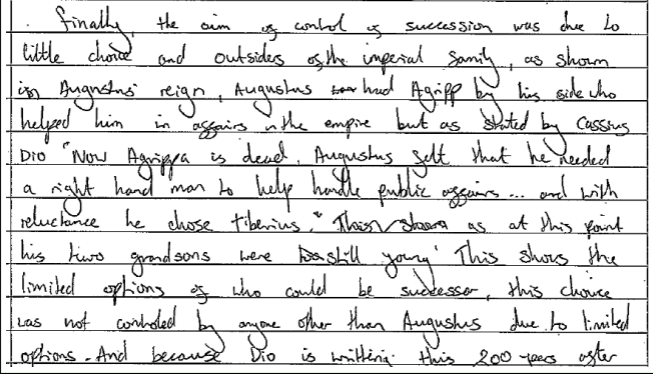 . Finally, the aim of control of succession was due to
little choice and outsides of the imperial family, as shown
in Augustus' reign, Augustus had Agripp by his side who
helped him in affairs in the empire but as stated by Cassius
Dio "Now Agrippa is dead, Augustus felt that he needed
a right hand man to help handle public affairs... and with
reluctance he chose tiberius." as at this point
his two grandsons were still young' This shows the
limited options of who could be successer, this choice
was not controled by anyone other than Augustus due to limited
options. And because Dio is writting this 200 years after